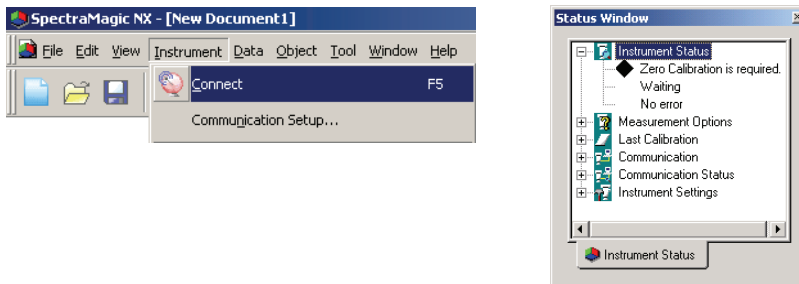 SpectraMagic NX - [New Document1]
File Edit View Instrument Data Object Tool Window Help
Connect F5
Communication Setup...
Status Window
Instrument Status
Zero Calibration is required.
Waiting
No error
Measurement Options
Last Calibration
Communication
Communication Status
Instrument Settings
Instrument Status